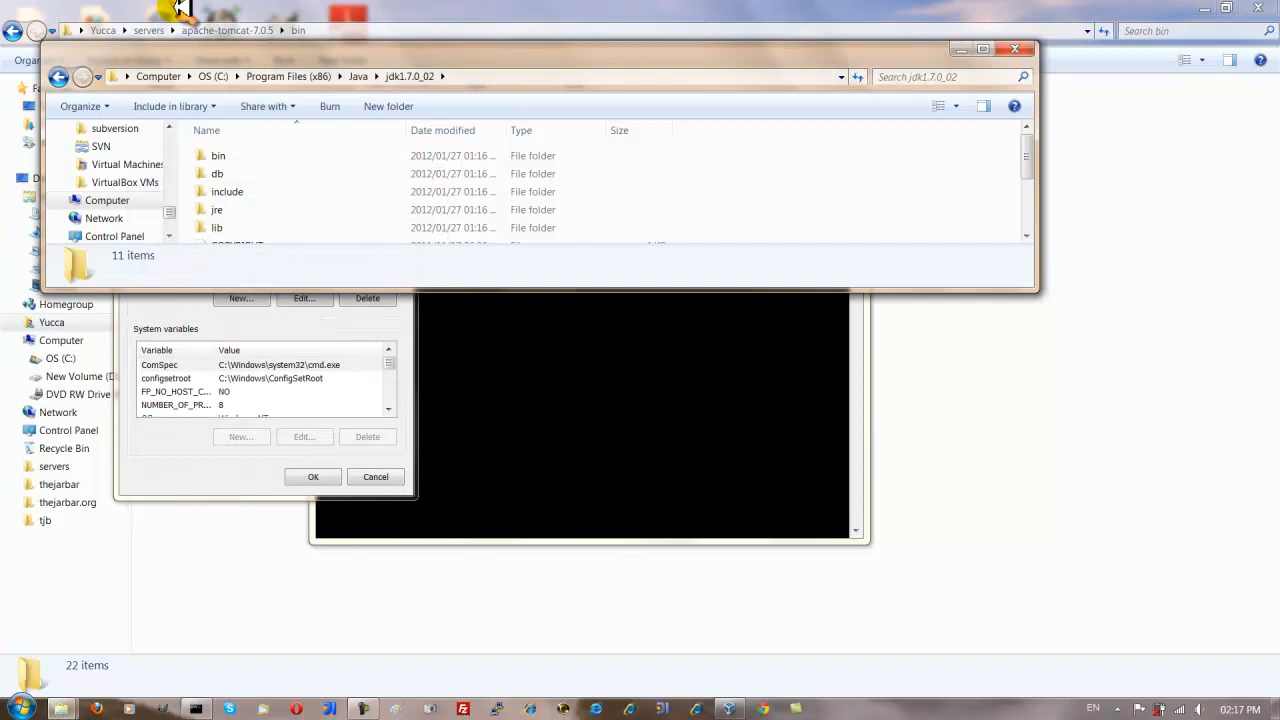 Yucca servers apache-tomcat-7.0.5 bin
Search bin
Computer OS (C:) Program Files (x86) Java jdk1.7.0_02
Search jdk1.7.0_02
Organize Include in library Share with Burn New folder
Name Date modified Type Size
subversion
SVN
Virtual Machines
VirtualBox VMs
Computer
Network
Control Panel
bin 2012/01/27 01:16 ... File folder
db 2012/01/27 01:16 ... File folder
include 2012/01/27 01:16 ... File folder
jre 2012/01/27 01:16 ... File folder
lib 2012/01/27 01:16 ... File folder
11 items
New... Edit... Delete
System variables
Variable Value
ComSpec C:\Windows\system32\cmd.exe
configsetroot C:\Windows\ConfigSetRoot
FP_NO_HOST_C... NO
NUMBER_OF_PR... 8
New... Edit... Delete
OK Cancel
Homegroup
Yucca
Computer
OS (C:)
New Volume (D
DVD RW Drive
Network
Control Panel
Recycle Bin
servers
thejarbar
thejarbar.org
tjb
22 items
EN 02:17 PM